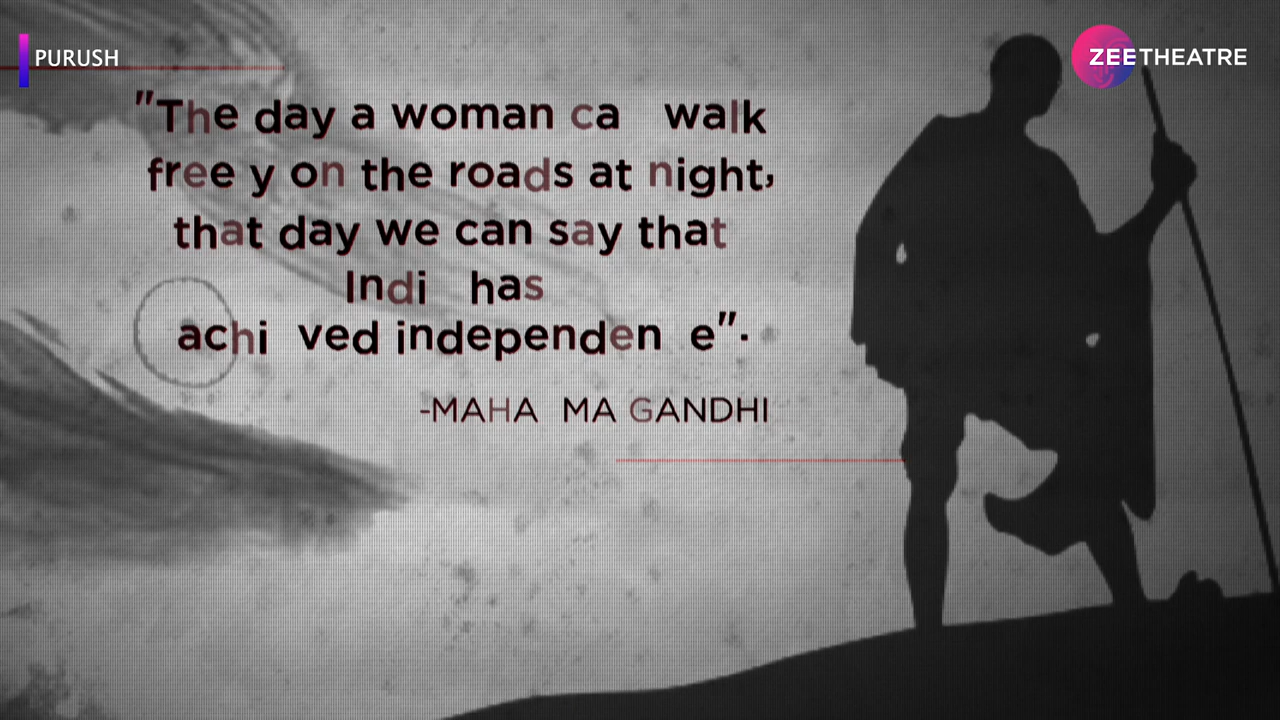 PURUSH
ZEETHEATRE
"The day a woman ca walk
free y on the roads at night,
that day we can say that
Indi has
achi ved independen e".
-MAHA MA GANDHI